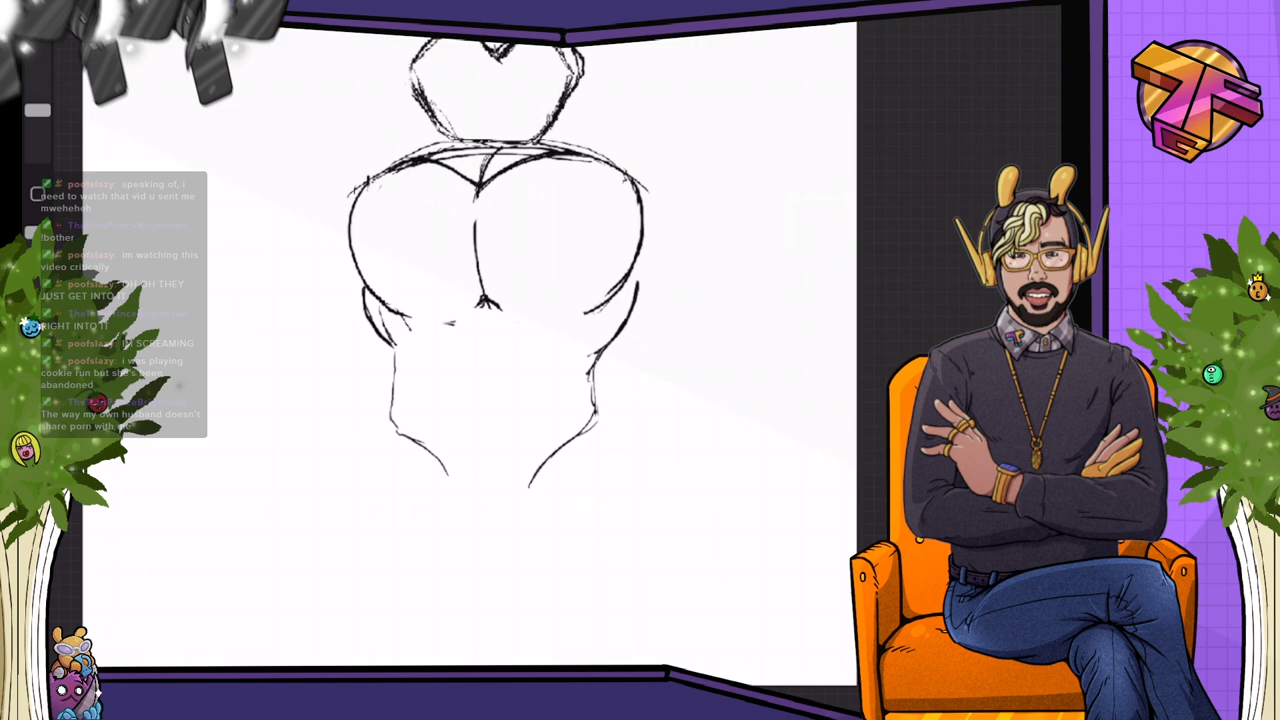 poofslazy: speaking of, i
need to watch that vid u sent me
mweheheh
!bother
poofslazy: im watching this
video critically
poofslazy: OH OH THEY
JUST GET INTO IT
RIGHT INTO IT
poofslazy: IM SCREAMING
poofslazy: i was playing
cookie run but she's been
abandoned
The way my own husband doesn't
share porn with me